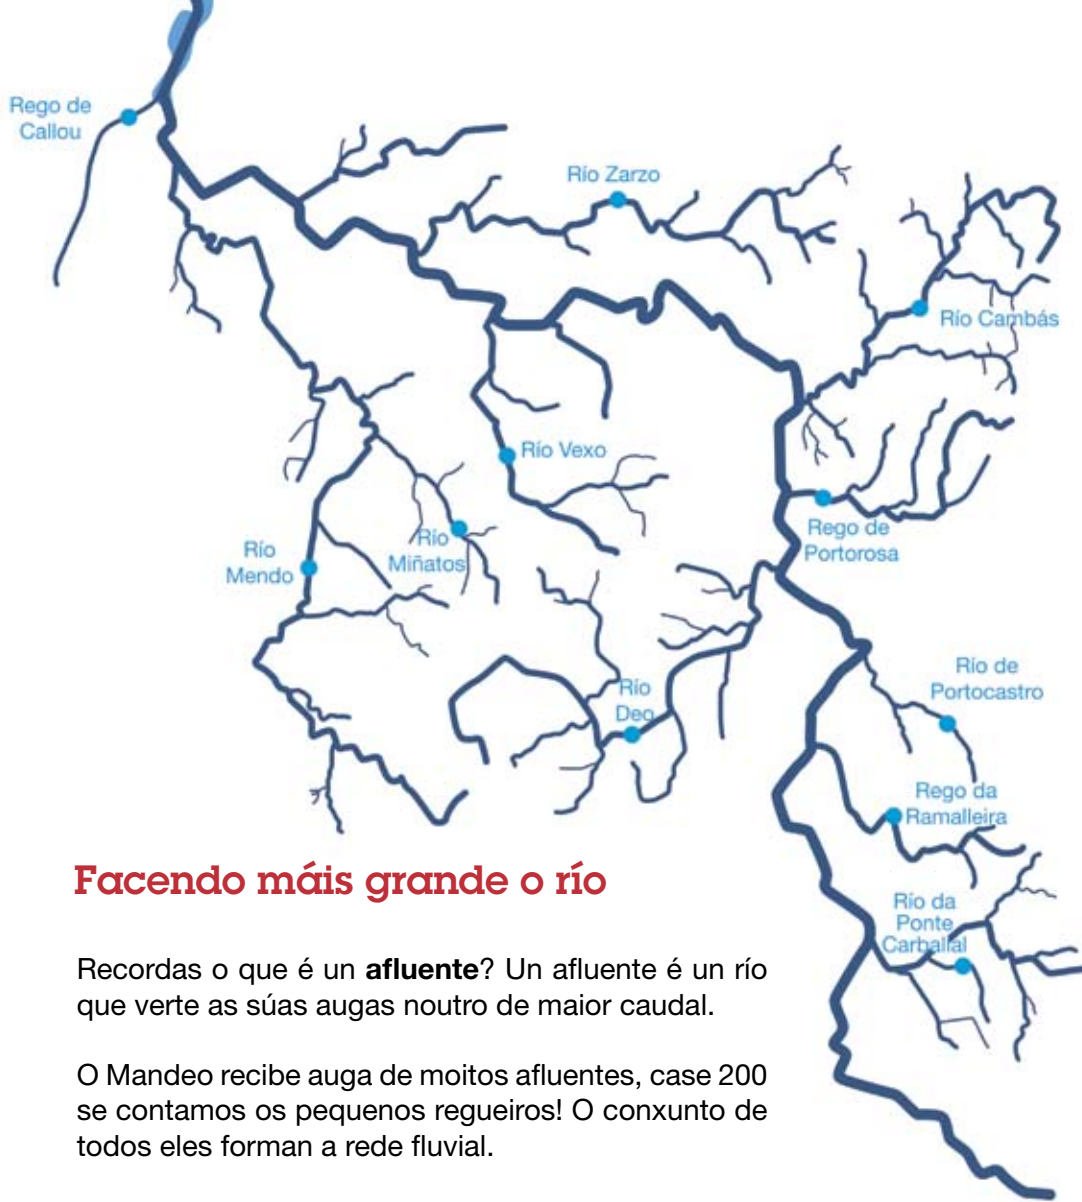 Rego de
Callou
Río Zarzo
Río Cambás
Río Vexo
Rego de
Portorosa
Río
Miñatos
Río
Mendo
Río de
Portocastro
Río
Deo
Rego da
Ramalleira
Río da
Ponte
Carballal
Facendo máis grande o río
Recordas o que é un afluente? Un afluente é un río
que verte as súas augas noutro de maior caudal.
O Mandeo recibe auga de moitos afluentes, case 200
se contamos os pequenos regueiros! O conxunto de
todos eles forman a rede fluvial.